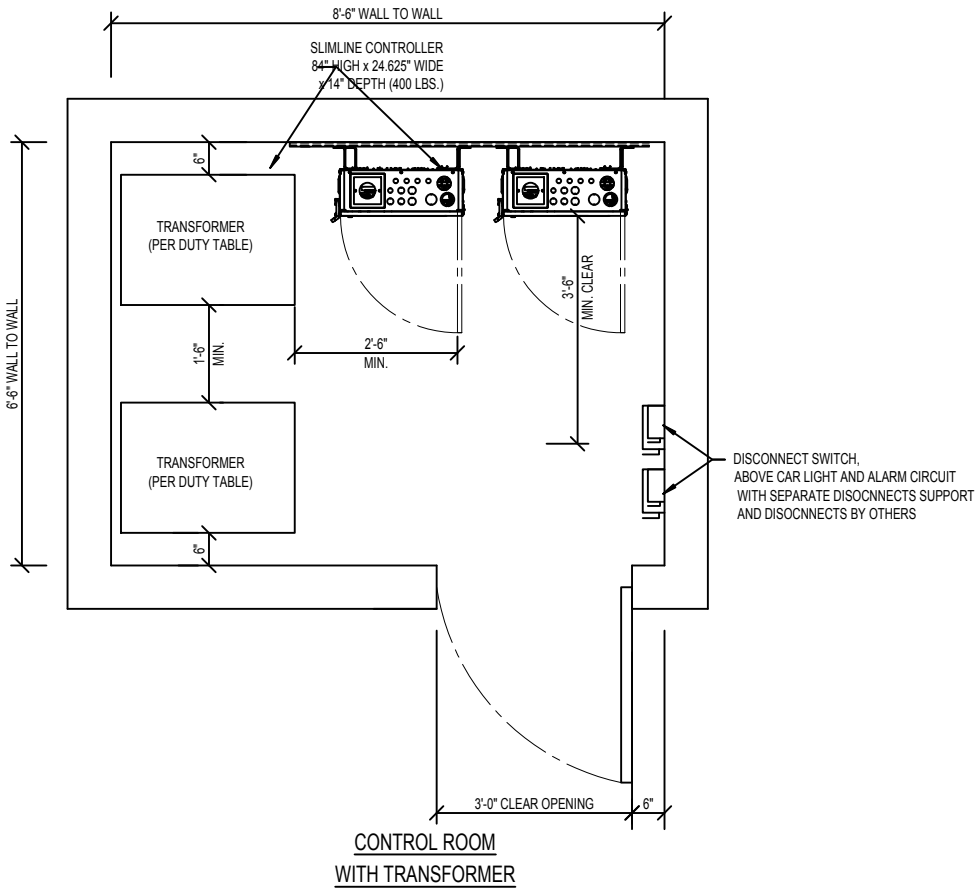 8'-6" WALL TO WALL
SLIMLINE CONTROLLER
84" HIGH x 24.625" WIDE
x 14" DEPTH (400 LBS.)
6"
TRANSFORMER
(PER DUTY TABLE)
3'-6"
MIN. CLEAR
6'-6" WALL TO WALL
1'-6"
MIN.
2'-6"
MIN.
TRANSFORMER
(PER DUTY TABLE)
DISCONNECT SWITCH,
ABOVE CAR LIGHT AND ALARM CIRCUIT
WITH SEPARATE DISOCNNECTS SUPPORT
AND DISOCNNECTS BY OTHERS
6"
3'-0" CLEAR OPENING
6"
CONTROL ROOM
WITH TRANSFORMER